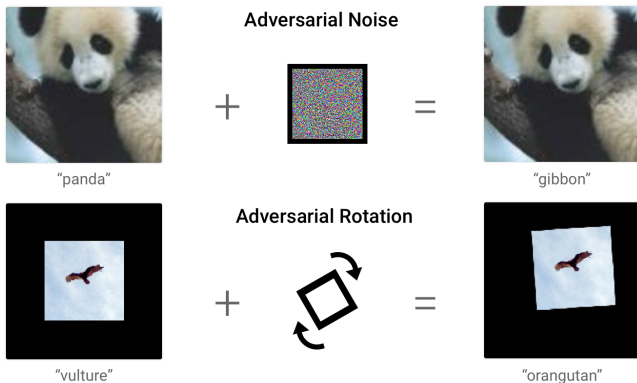 Adversarial Noise
+
=
“panda”
“gibbon”
Adversarial Rotation
+
=
“vulture”
“orangutan”